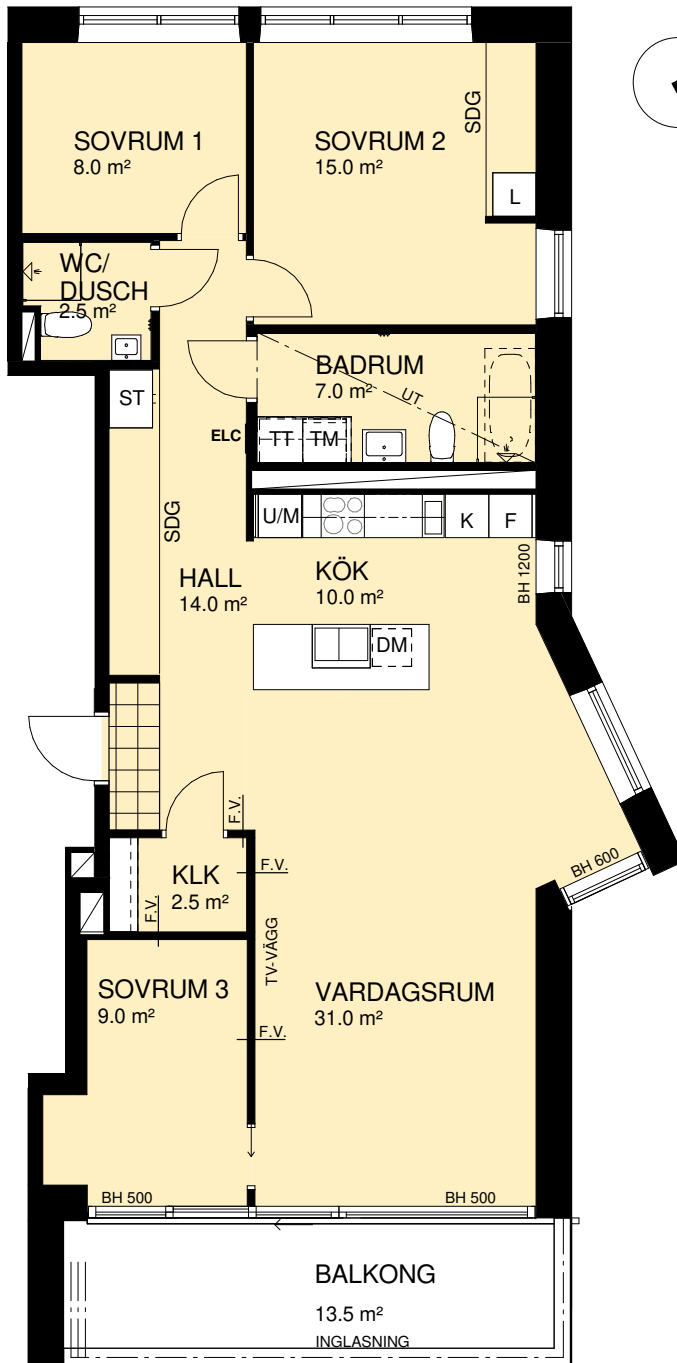 SOVRUM 1
8.0 m²
SOVRUM 2
15.0 m²
SDG
L
WC/
DUSCH
2.5 m²
BADRUM
7.0 m²
UT
ST
ELC
TT
TM
SDG
U/M
K
F
HALL
14.0 m²
KÖK
10.0 m²
BH 1200
DM
F.V.
BH 600
KLK
2.5 m²
F.V.
F.V.
TV-VÄGG
SOVRUM 3
9.0 m²
VARDAGSRUM
31.0 m²
F.V.
BH 500
BH 500
BALKONG
13.5 m²
INGLASNING